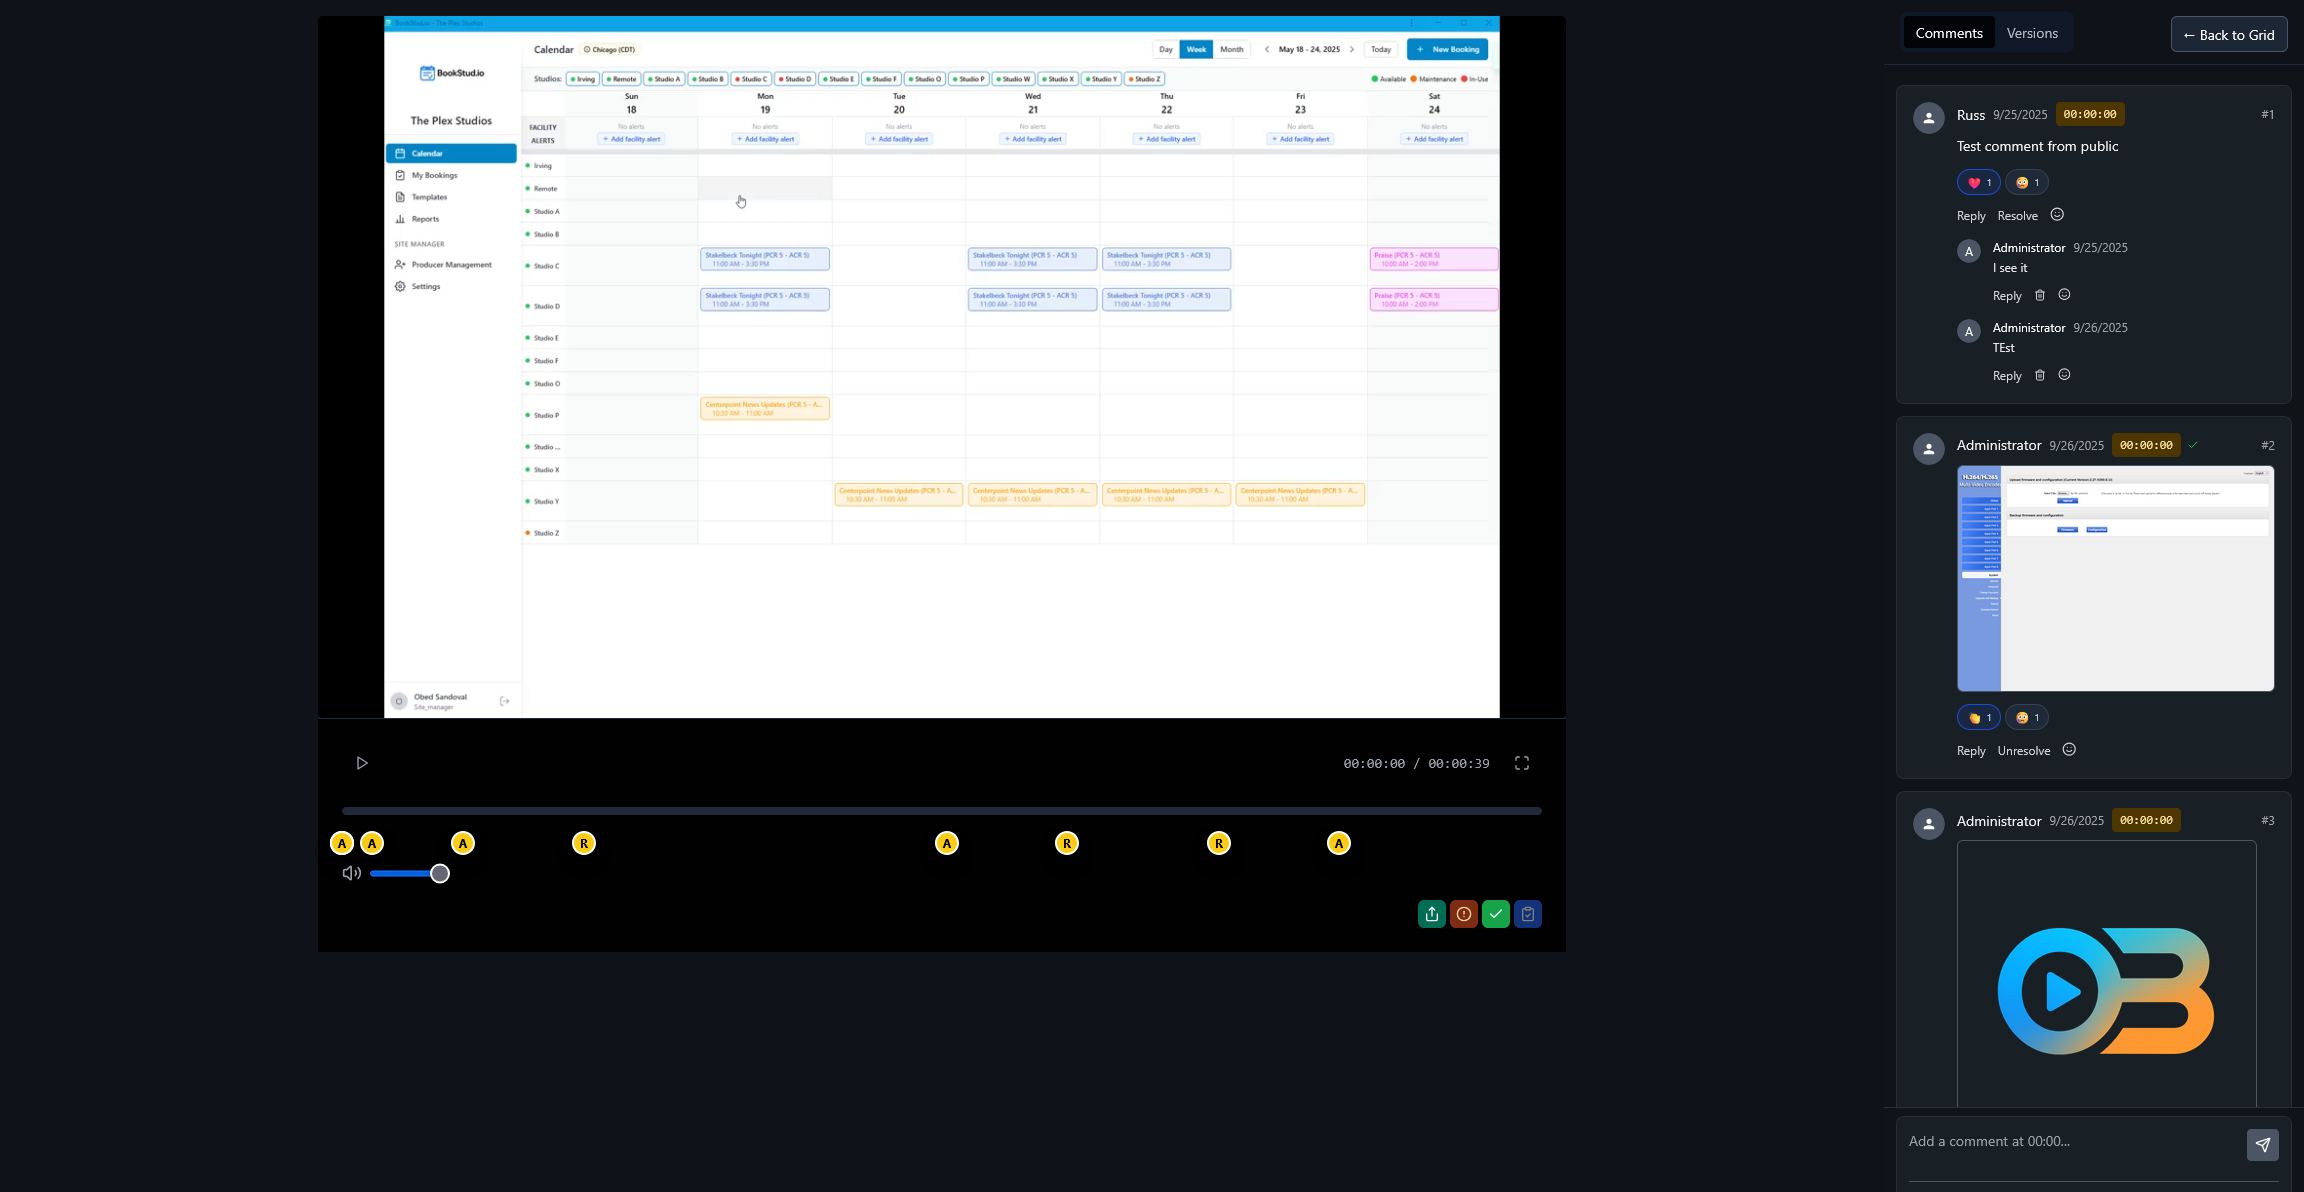 BookStud.io - The Plex Studios
BookStud.io
The Plex Studios
Calendar
My Bookings
Templates
Reports
SITE MANAGER
Producer Management
Settings
Obed Sandoval
Site_manager
Calendar Chicago (CDT)
Day Week Month May 18 - 24, 2025 Today + New Booking
Studios: Irving Remote Studio A Studio B Studio C Studio D Studio E Studio F Studio O Studio P Studio W Studio X Studio Y Studio Z Available Maintenance In-Use
Sun Mon Tue Wed Thu Fri Sat
18 19 20 21 22 23 24
FACILITY ALERTS
No alerts No alerts No alerts No alerts No alerts No alerts No alerts
+ Add facility alert + Add facility alert + Add facility alert + Add facility alert + Add facility alert + Add facility alert + Add facility alert
Irving
Remote
Studio A
Studio B
Studio C
Stakelbeck Tonight (PCR 5 - ACR 5) Stakelbeck Tonight (PCR 5 - ACR 5) Stakelbeck Tonight (PCR 5 - ACR 5) Praise (PCR 5 - ACR 5)
11:00 AM - 3:30 PM 11:00 AM - 3:30 PM 11:00 AM - 3:30 PM 10:00 AM - 2:00 PM
Studio D
Stakelbeck Tonight (PCR 5 - ACR 5) Stakelbeck Tonight (PCR 5 - ACR 5) Stakelbeck Tonight (PCR 5 - ACR 5) Praise (PCR 5 - ACR 5)
11:00 AM - 3:30 PM 11:00 AM - 3:30 PM 11:00 AM - 3:30 PM 10:00 AM - 2:00 PM
Studio E
Studio F
Studio O
Studio P
Centerpoint News Updates (PCR 5 - A...
10:30 AM - 11:00 AM
Studio ...
Studio X
Studio Y
Centerpoint News Updates (PCR 5 - A... Centerpoint News Updates (PCR 5 - A... Centerpoint News Updates (PCR 5 - A... Centerpoint News Updates (PCR 5 - A...
10:30 AM - 11:00 AM 10:30 AM - 11:00 AM 10:30 AM - 11:00 AM 10:30 AM - 11:00 AM
Studio Z
00:00:00 / 00:00:39
A A A R A R R A
Comments Versions ← Back to Grid
Russ 9/25/2025 00:00:00 #1
Test comment from public
❤️ 1 😳 1
Reply Resolve
A Administrator 9/25/2025
I see it
Reply
A Administrator 9/26/2025
TEst
Reply
Administrator 9/26/2025 00:00:00 #2
H.264/H.265
Upload firmware and configuration
Backup firmware and configuration
👏 1 😳 1
Reply Unresolve
Administrator 9/26/2025 00:00:00 #3
Add a comment at 00:00...